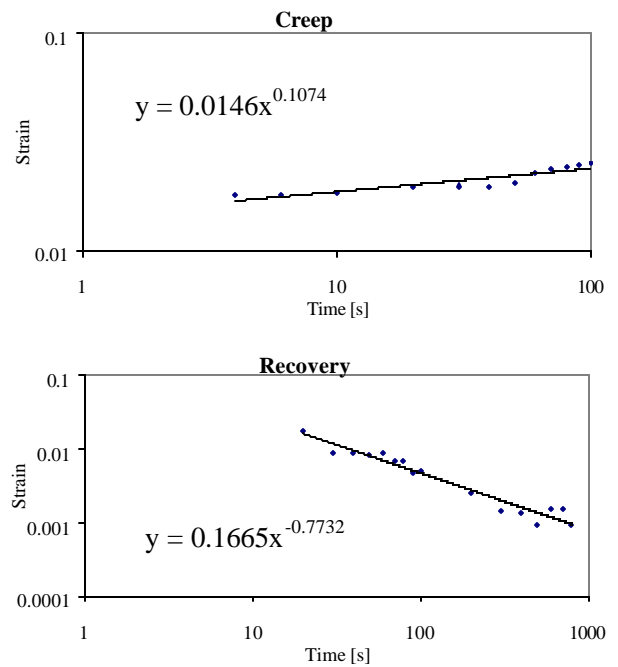 Creep
0.1
y = 0.0146x^0.1074
Strain
0.01
1 10 100
Time [s]
Recovery
0.1
0.01
Strain
0.001
y = 0.1665x^-0.7732
0.0001
1 10 100 1000
Time [s]